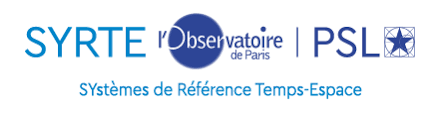 SYRTE l'Observatoire de Paris | PSL
SYstèmes de Référence Temps-Espace